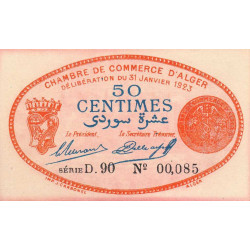 CHAMBRE DE COMMERCE D'ALGER
DÉLIBÉRATION DU 31 JANVIER 1923
50
CENTIMES
عشرة سوردي
le Président, le Secrétaire Trésorier,
SÉRIE D.90 Nº 00,085